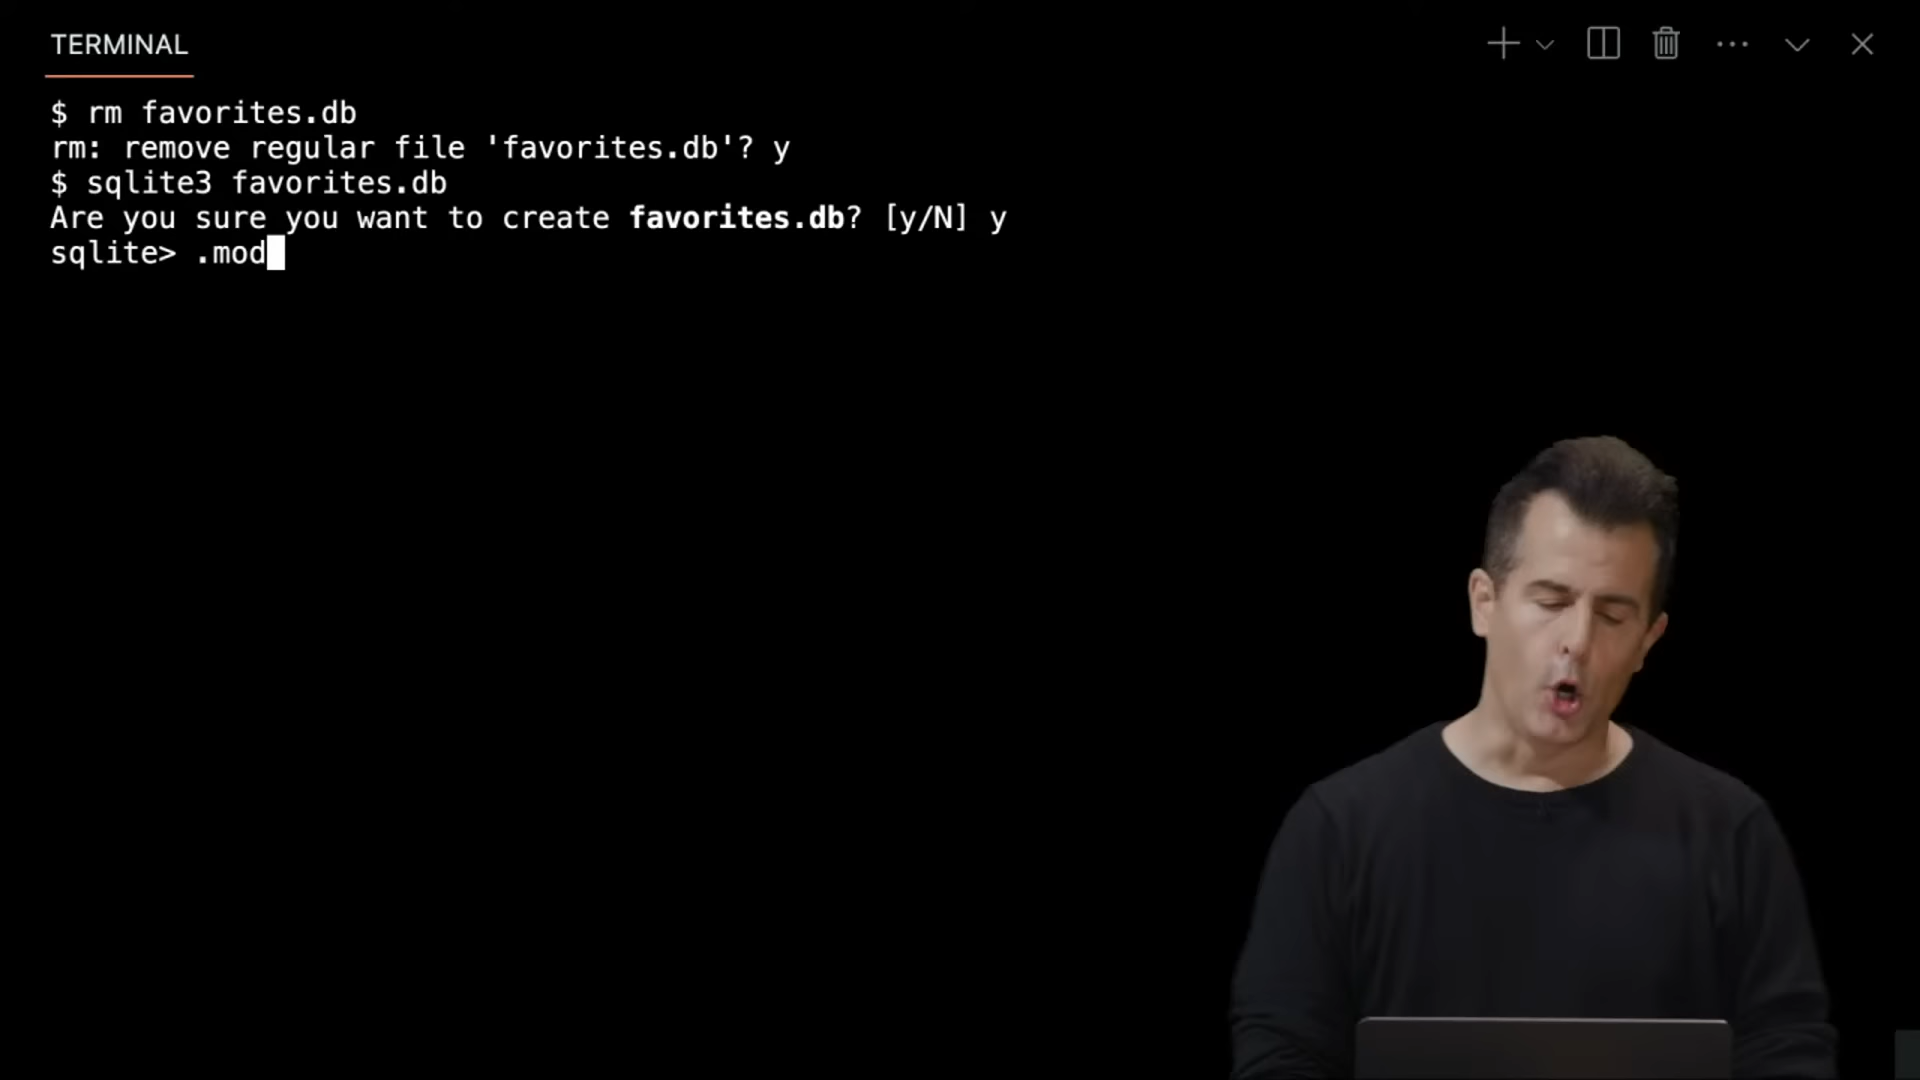 TERMINAL
$ rm favorites.db
rm: remove regular file 'favorites.db'? y
$ sqlite3 favorites.db
Are you sure you want to create favorites.db? [y/N] y
sqlite> .mod